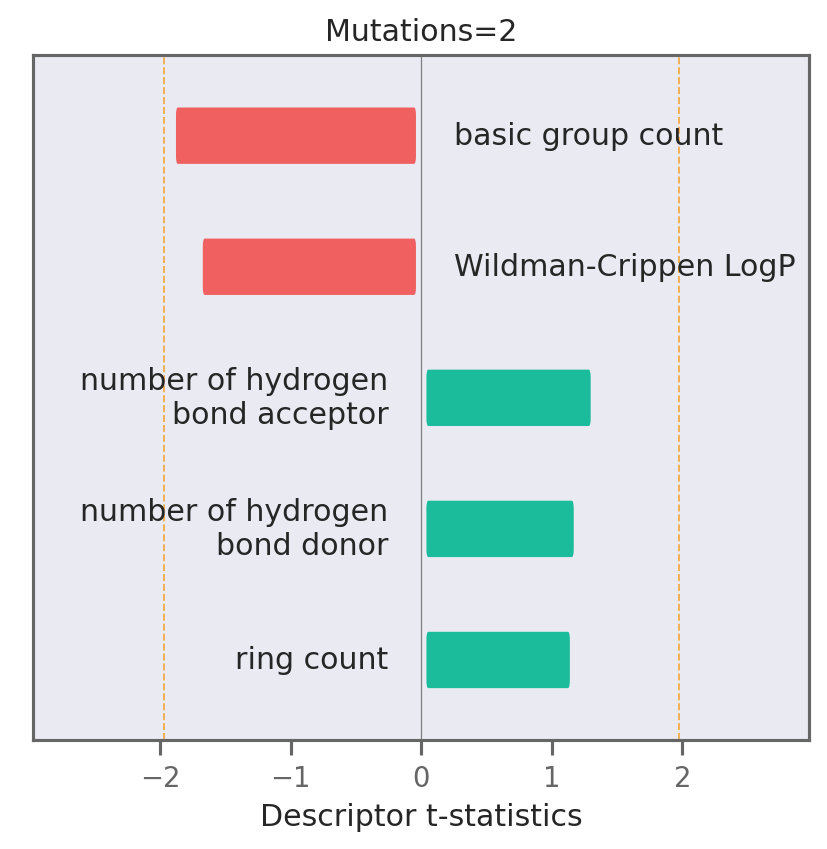 Mutations=2
basic group count
Wildman-Crippen LogP
number of hydrogen
bond acceptor
number of hydrogen
bond donor
ring count
−2 −1 0 1 2
Descriptor t-statistics